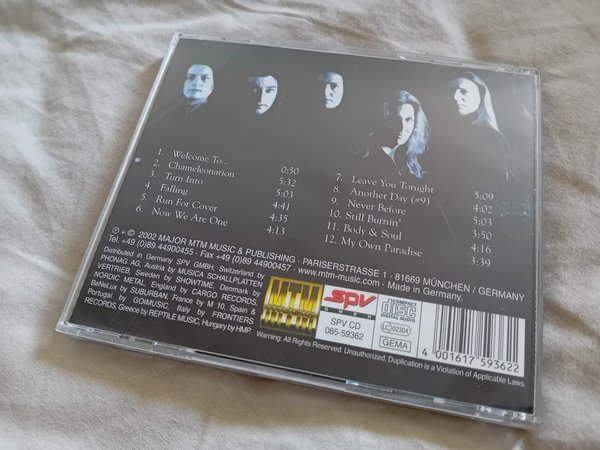 1. Welcome To... 0:50
2. Chameleonation 5:32
3. Turn Into 5:03
4. Falling 4:41
5. Run For Cover 4:35
6. Now We Are One 4:13
7. Leave You Tonight 5:09
8. Another Day (#9) 4:02
9. Never Before 5:03
10. Still Burnin' 3:50
11. Body & Soul 4:16
12. My Own Paradise 3:39
℗ + © 2002 MAJOR MTM MUSIC & PUBLISHING - PARISERSTRASSE 1 - 81669 MÜNCHEN / GERMANY
Tel. +49 (0)89 44900455 - Fax +49 (0)89 44900457 - www.mtm-music.com - Made in Germany.
Distributed in Germany SPV GMBH, Switzerland by
PHONAG AG, Austria by MUSICA SCHALLPLATTEN
VERTRIEB, Sweden by SHOWTIME, Denmark by
NORDIC METAL, England by CARGO RECORDS,
BeNeLux by SUBURBAN, France by M 10, Spain &
Portugal by GOIMUSIC, Italy by FRONTIERS
RECORDS, Greece by REPTILE MUSIC, Hungary by HMP.
MTM
SPV
GMBH
SPV CD
085-59362
COMPACT
disc
DIGITAL AUDIO
LC 02304
GEMA
4 001617 593622
Warning: All Rights Reserved. Unauthorized. Duplication is a Violation of Applicable Laws.